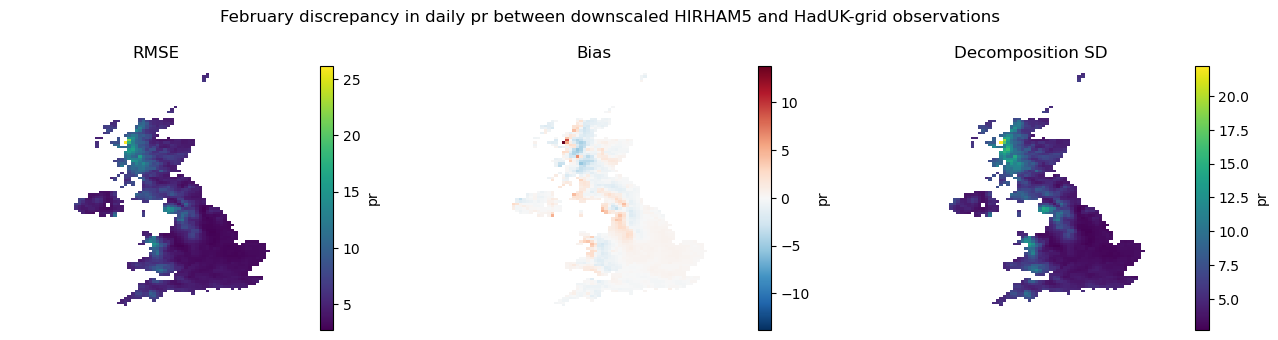 February discrepancy in daily pr between downscaled HIRHAM5 and HadUK-grid observations
RMSE
25
20
15
10
5
pr
Bias
10
5
0
−5
−10
pr
Decomposition SD
20.0
17.5
15.0
12.5
10.0
7.5
5.0
pr